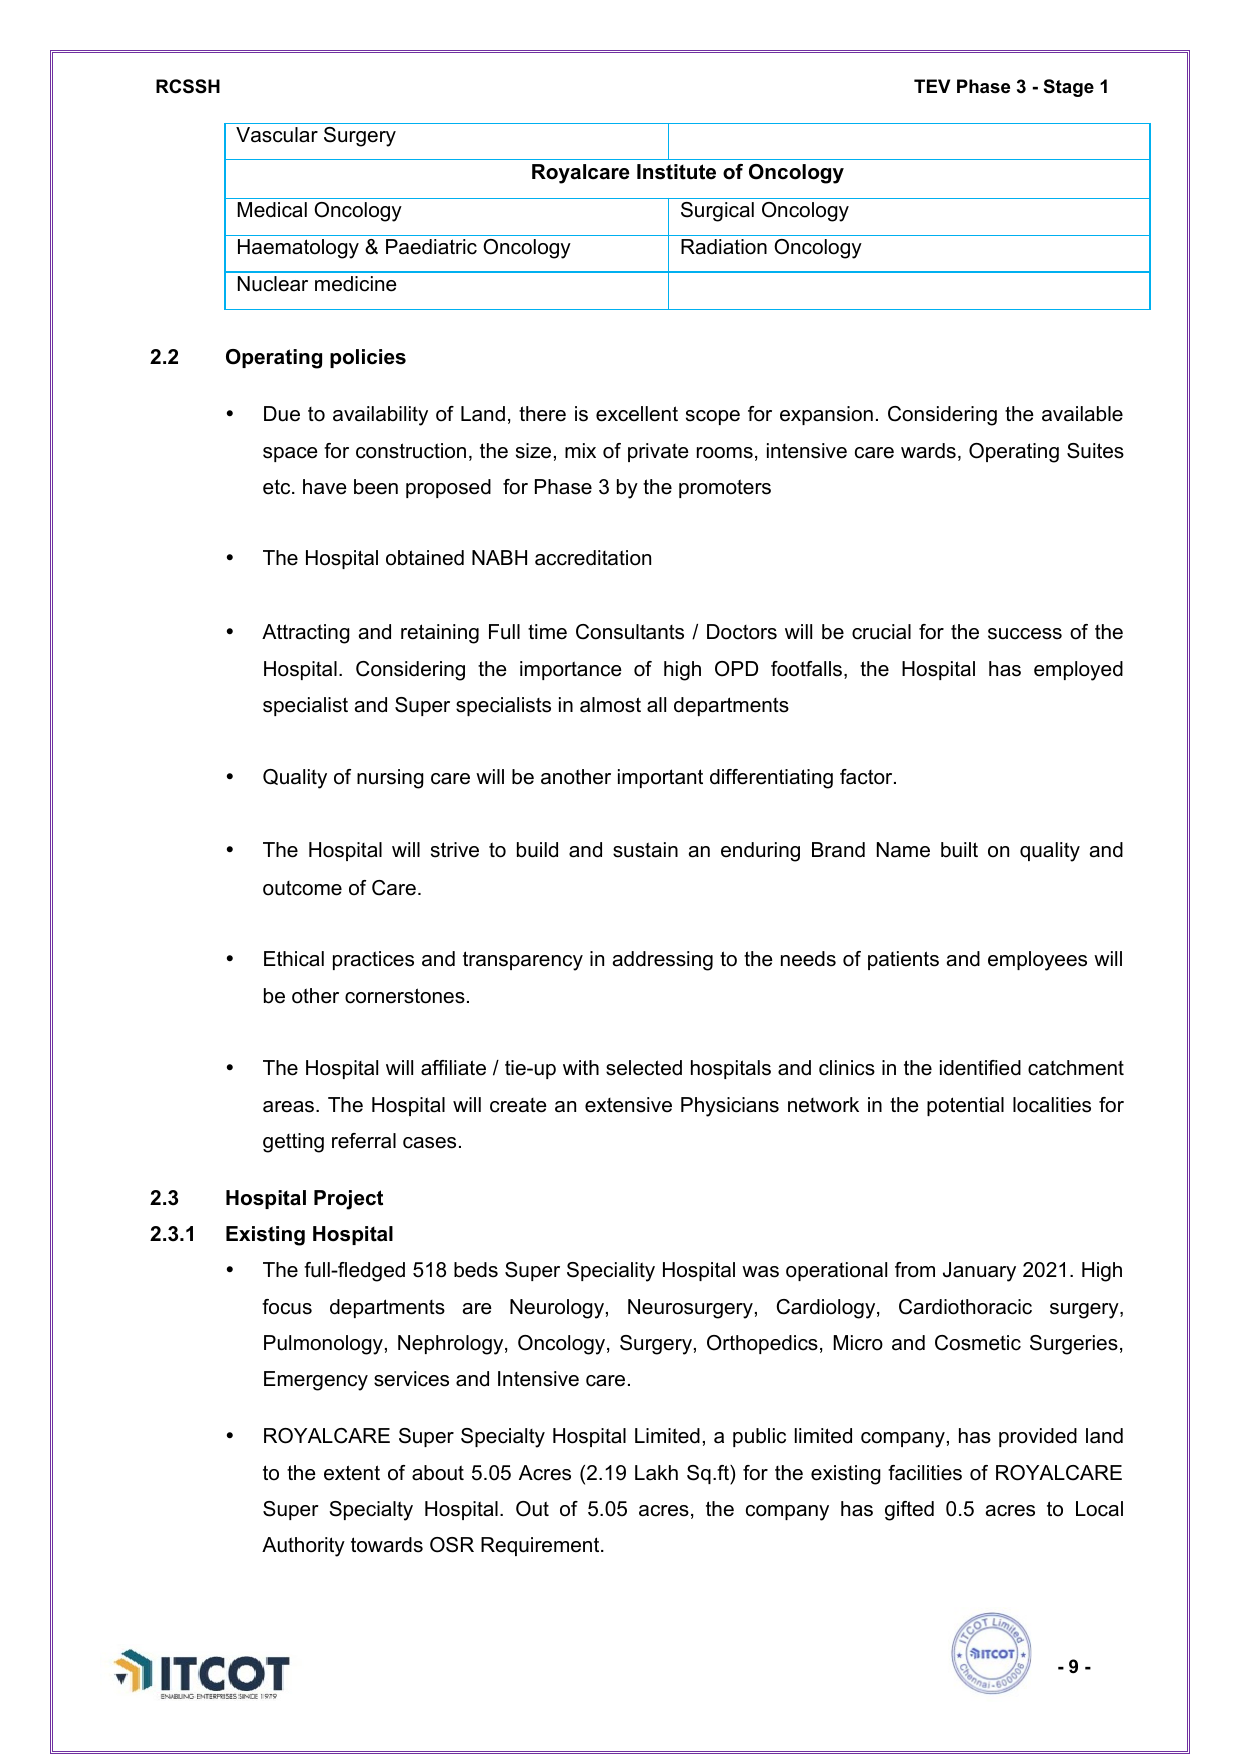 RCSSH TEV Phase 3 - Stage 1
Vascular Surgery
Royalcare Institute of Oncology
Medical Oncology Surgical Oncology
Haematology & Paediatric Oncology Radiation Oncology
Nuclear medicine
2.2 Operating policies
• Due to availability of Land, there is excellent scope for expansion. Considering the available
space for construction, the size, mix of private rooms, intensive care wards, Operating Suites
etc. have been proposed for Phase 3 by the promoters
• The Hospital obtained NABH accreditation
• Attracting and retaining Full time Consultants / Doctors will be crucial for the success of the
Hospital. Considering the importance of high OPD footfalls, the Hospital has employed
specialist and Super specialists in almost all departments
• Quality of nursing care will be another important differentiating factor.
• The Hospital will strive to build and sustain an enduring Brand Name built on quality and
outcome of Care.
• Ethical practices and transparency in addressing to the needs of patients and employees will
be other cornerstones.
• The Hospital will affiliate / tie-up with selected hospitals and clinics in the identified catchment
areas. The Hospital will create an extensive Physicians network in the potential localities for
getting referral cases.
2.3 Hospital Project
2.3.1 Existing Hospital
• The full-fledged 518 beds Super Speciality Hospital was operational from January 2021. High
focus departments are Neurology, Neurosurgery, Cardiology, Cardiothoracic surgery,
Pulmonology, Nephrology, Oncology, Surgery, Orthopedics, Micro and Cosmetic Surgeries,
Emergency services and Intensive care.
• ROYALCARE Super Specialty Hospital Limited, a public limited company, has provided land
to the extent of about 5.05 Acres (2.19 Lakh Sq.ft) for the existing facilities of ROYALCARE
Super Specialty Hospital. Out of 5.05 acres, the company has gifted 0.5 acres to Local
Authority towards OSR Requirement.
ITCOT
ENABLING ENTERPRISES SINCE 1979
ITCOT Limited
ITCOT
Chennai-600006
- 9 -